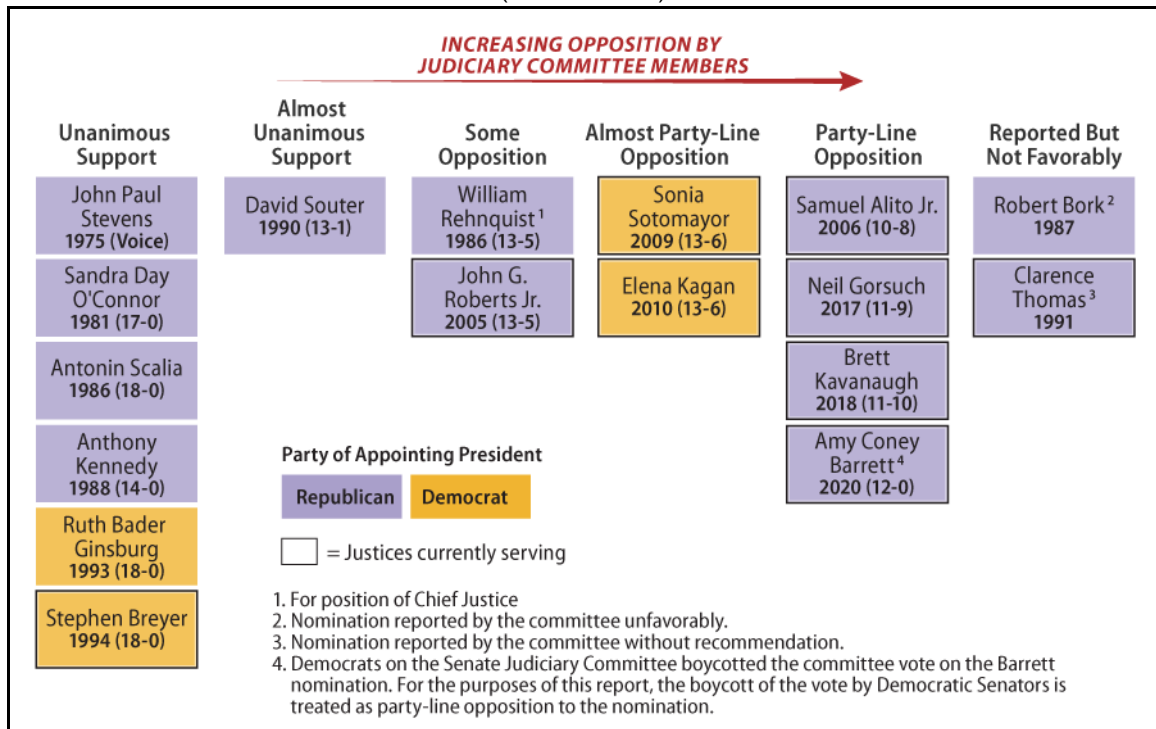 INCREASING OPPOSITION BY
JUDICIARY COMMITTEE MEMBERS
Unanimous
Support
John Paul
Stevens
1975 (Voice)
Sandra Day
O'Connor
1981 (17-0)
Antonin Scalia
1986 (18-0)
Anthony
Kennedy
1988 (14-0)
Ruth Bader
Ginsburg
1993 (18-0)
Stephen Breyer
1994 (18-0)
Almost
Unanimous
Support
David Souter
1990 (13-1)
Some
Opposition
William
Rehnquist 1
1986 (13-5)
John G.
Roberts Jr.
2005 (13-5)
Almost Party-Line
Opposition
Sonia
Sotomayor
2009 (13-6)
Elena Kagan
2010 (13-6)
Party-Line
Opposition
Samuel Alito Jr.
2006 (10-8)
Neil Gorsuch
2017 (11-9)
Brett
Kavanaugh
2018 (11-10)
Amy Coney
Barrett 4
2020 (12-0)
Reported But
Not Favorably
Robert Bork 2
1987
Clarence
Thomas 3
1991
Party of Appointing President
Republican
Democrat
= Justices currently serving
1. For position of Chief Justice
2. Nomination reported by the committee unfavorably.
3. Nomination reported by the committee without recommendation.
4. Democrats on the Senate Judiciary Committee boycotted the committee vote on the Barrett
nomination. For the purposes of this report, the boycott of the vote by Democratic Senators is
treated as party-line opposition to the nomination.